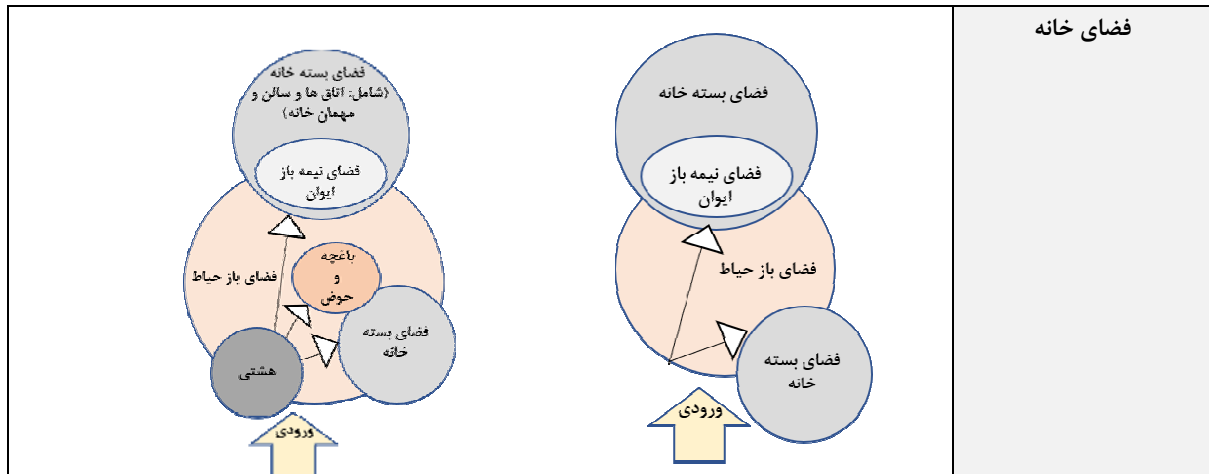 فضای خانه
فضای بسته خانه
فضای نیمه باز
ایوان
فضای باز حیاط
فضای بسته
خانه
ورودی
فضای بسته خانه
(شامل: اتاق ها و سالن و
مهمان خانه)
فضای نیمه باز
ایوان
باغچه
و
حوض
فضای باز حیاط
فضای بسته
خانه
هشتی
ورودی